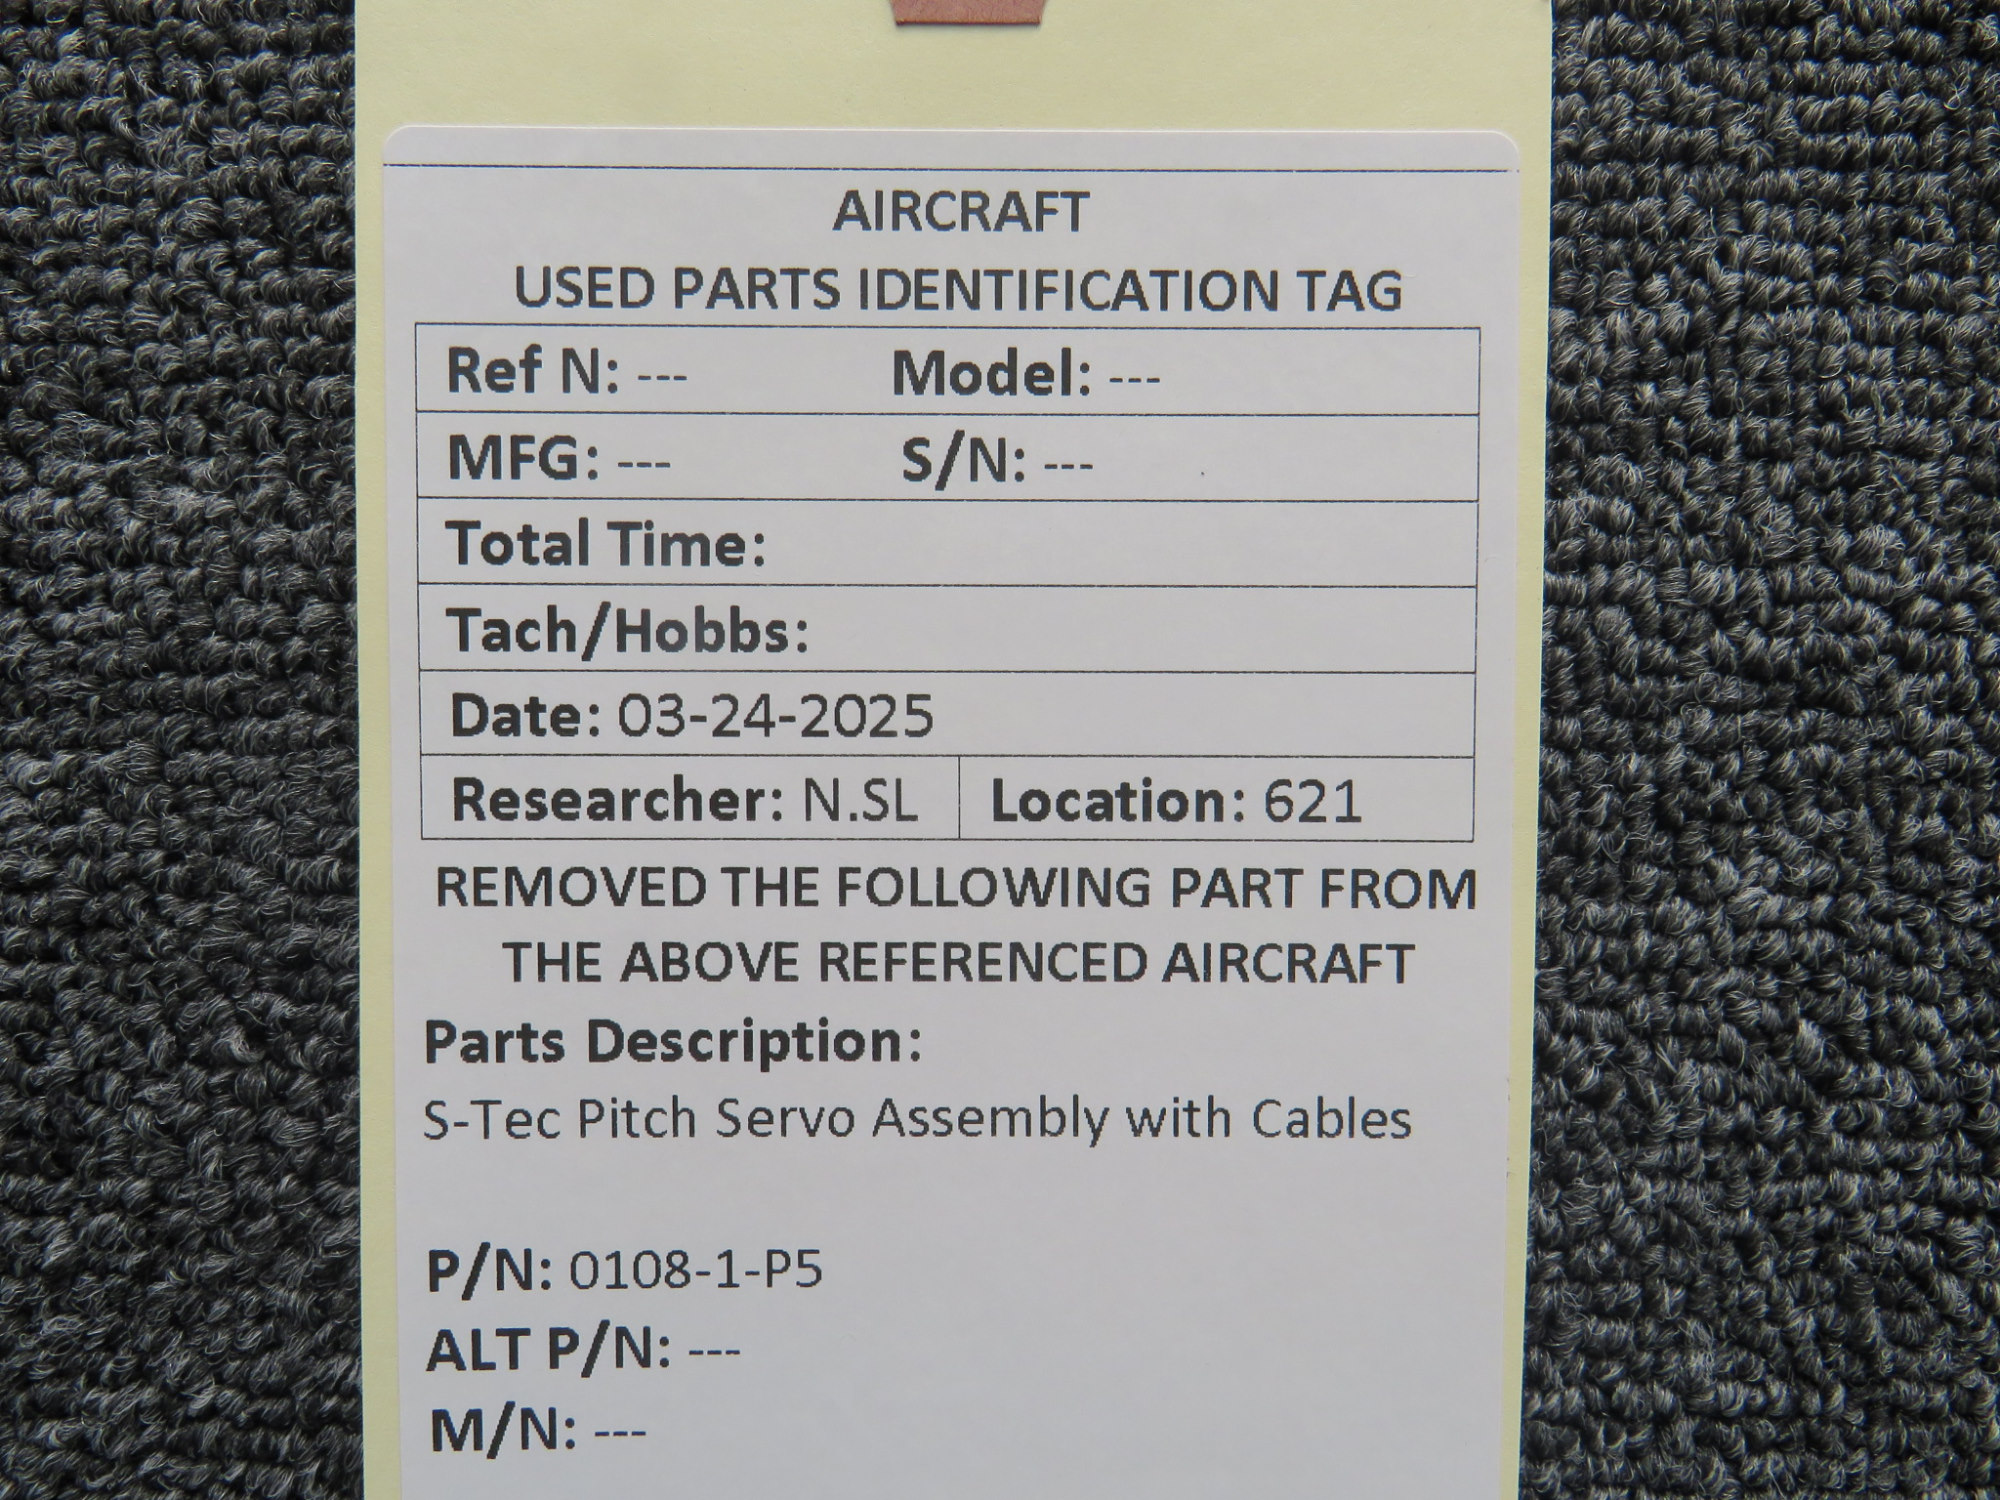 AIRCRAFT
USED PARTS IDENTIFICATION TAG
Ref N: --- Model: ---
MFG: --- S/N: ---
Total Time:
Tach/Hobbs:
Date: 03-24-2025
Researcher: N.SL Location: 621
REMOVED THE FOLLOWING PART FROM
THE ABOVE REFERENCED AIRCRAFT
Parts Description:
S-Tec Pitch Servo Assembly with Cables
P/N: 0108-1-P5
ALT P/N: ---
M/N: ---